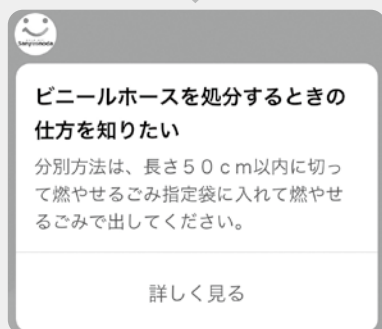 ビニールホースを処分するときの
仕方を知りたい
分別方法は、長さ５０ｃｍ以内に切っ
て燃やせるごみ指定袋に入れて燃やせ
るごみで出してください。
詳しく見る